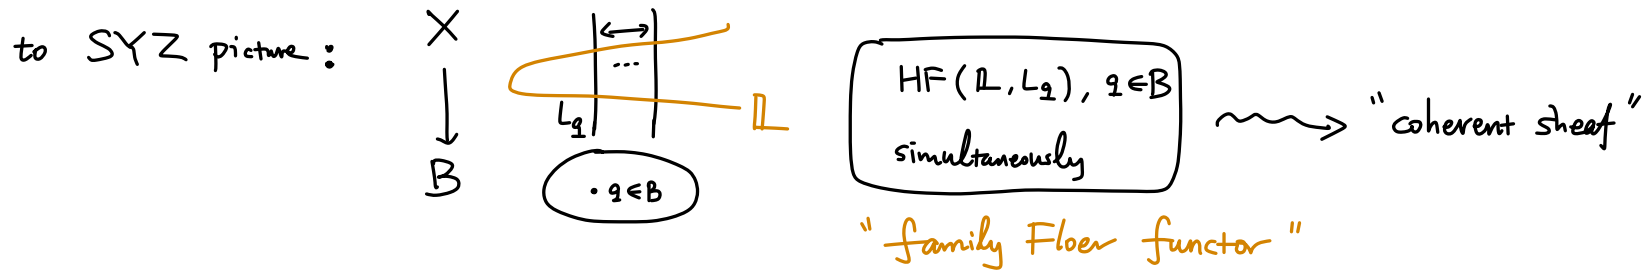 to SYZ picture :
X
B
...
L_q
𝕃
• q∈B
HF(𝕃, L_q), q∈B
simultaneously
"coherent sheaf"
"family Floer functor"